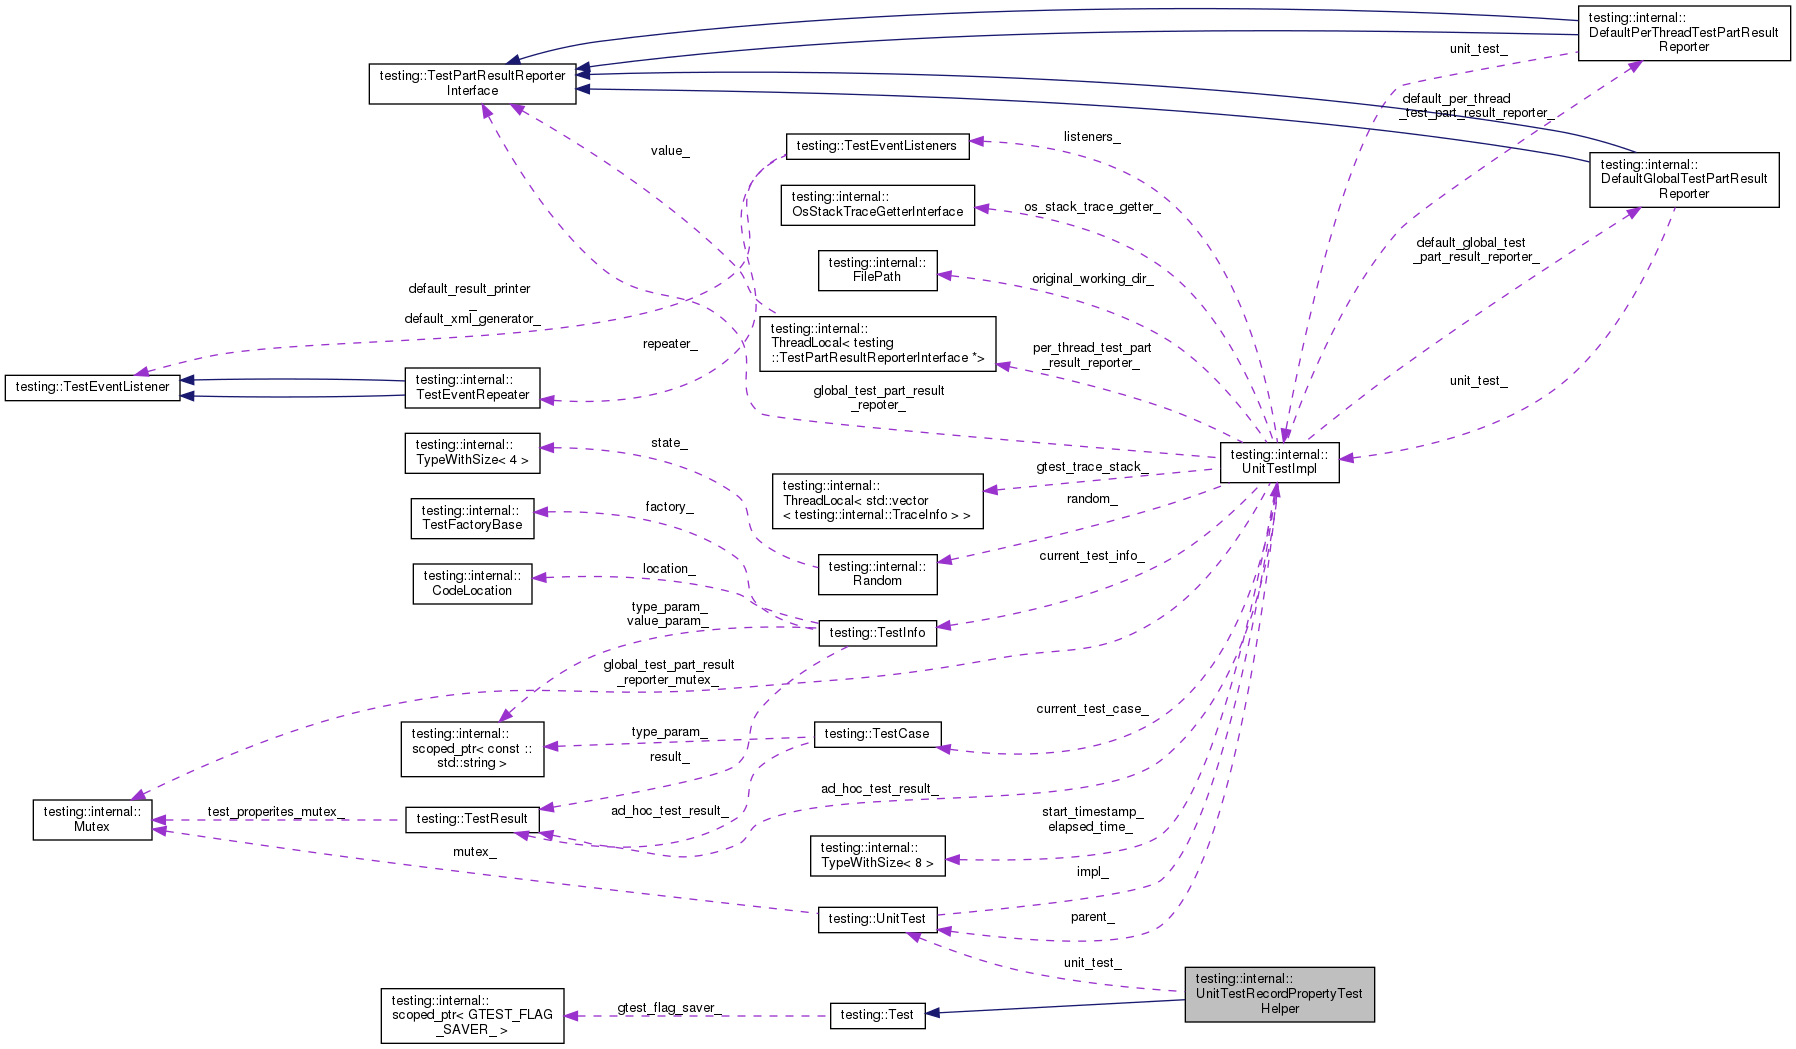 testing::internal::
DefaultPerThreadTestPartResult
Reporter
unit_test_
testing::TestPartResultReporter
Interface
default_per_thread
_test_part_result_reporter_
listeners_
testing::TestEventListeners
value_
testing::internal::
DefaultGlobalTestPartResult
Reporter
testing::internal::
OsStackTraceGetterInterface
os_stack_trace_getter_
default_global_test
_part_result_reporter_
testing::internal::
FilePath
original_working_dir_
default_result_printer
_
default_xml_generator_
testing::internal::
ThreadLocal< testing
::TestPartResultReporterInterface *>
repeater_
per_thread_test_part
_result_reporter_
testing::TestEventListener
testing::internal::
TestEventRepeater
unit_test_
global_test_part_result
_repoter_
testing::internal::
TypeWithSize< 4 >
state_
testing::internal::
UnitTestImpl
gtest_trace_stack_
testing::internal::
ThreadLocal< std::vector
< testing::internal::TraceInfo > >
random_
testing::internal::
TestFactoryBase
factory_
current_test_info_
testing::internal::
CodeLocation
location_
testing::internal::
Random
type_param_
value_param_
testing::TestInfo
global_test_part_result
_reporter_mutex_
testing::internal::
scoped_ptr< const ::
std::string >
type_param_
result_
testing::TestCase
current_test_case_
ad_hoc_test_result_
testing::internal::
Mutex
test_properites_mutex_
testing::TestResult
ad_hoc_test_result_
start_timestamp_
elapsed_time_
testing::internal::
TypeWithSize< 8 >
mutex_
impl_
testing::UnitTest
parent_
unit_test_
testing::internal::
UnitTestRecordPropertyTest
Helper
testing::internal::
scoped_ptr< GTEST_FLAG
_SAVER_ >
gtest_flag_saver_
testing::Test